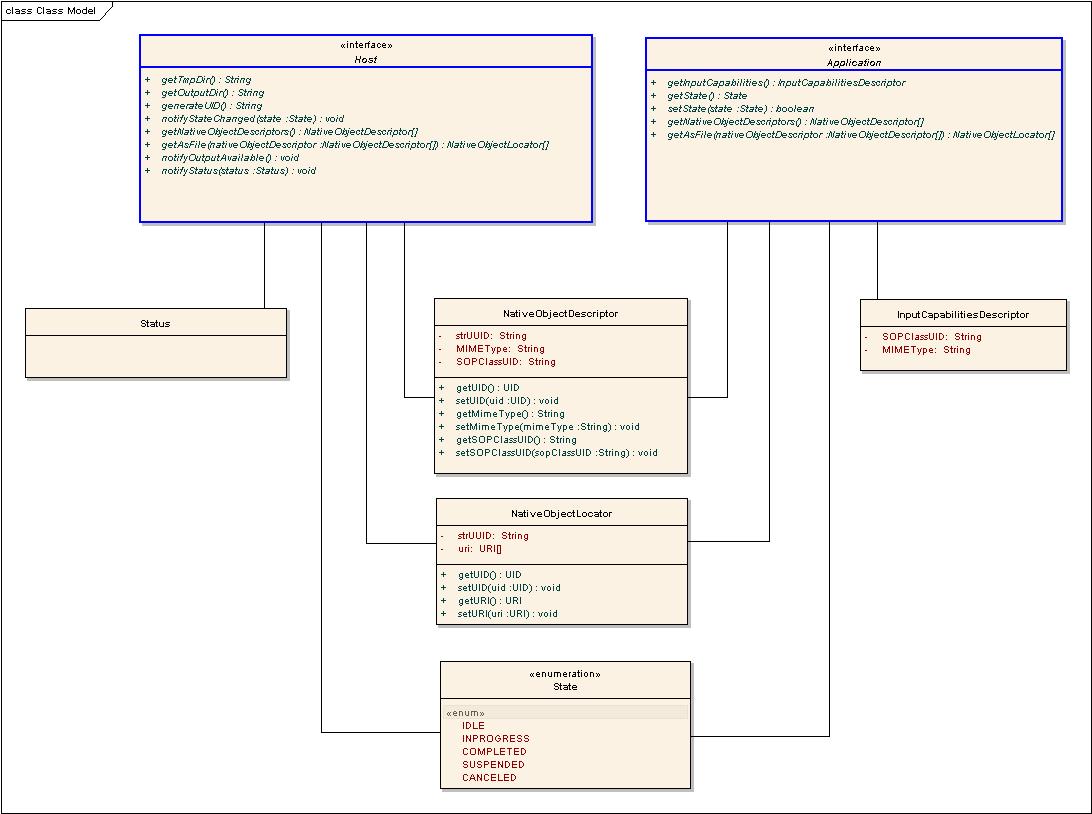 class Class Model
«interface»
Host
+ getTmpDir() : String
+ getOutputDir() : String
+ generateUID() : String
+ notifyStateChanged(state :State) : void
+ getNativeObjectDescriptors() : NativeObjectDescriptor[]
+ getAsFile(nativeObjectDescriptor :NativeObjectDescriptor[]) : NativeObjectLocator[]
+ notifyOutputAvailable() : void
+ notifyStatus(status :Status) : void
«interface»
Application
+ getInputCapabilities() : InputCapabilitiesDescriptor
+ getState() : State
+ setState(state :State) : boolean
+ getNativeObjectDescriptors() : NativeObjectDescriptor[]
+ getAsFile(nativeObjectDescriptor :NativeObjectDescriptor[]) : NativeObjectLocator[]
Status
NativeObjectDescriptor
- strUUID: String
- MIMEType: String
- SOPClassUID: String
+ getUID() : UID
+ setUID(uid :UID) : void
+ getMimeType() : String
+ setMimeType(mimeType :String) : void
+ getSOPClassUID() : String
+ setSOPClassUID(sopClassUID :String) : void
InputCapabilitiesDescriptor
- SOPClassUID: String
- MIMEType: String
NativeObjectLocator
- strUUID: String
- uri: URI[]
+ getUID() : UID
+ setUID(uid :UID) : void
+ getURI() : URI
+ setURI(uri :URI) : void
«enumeration»
State
«enum»
IDLE
INPROGRESS
COMPLETED
SUSPENDED
CANCELED